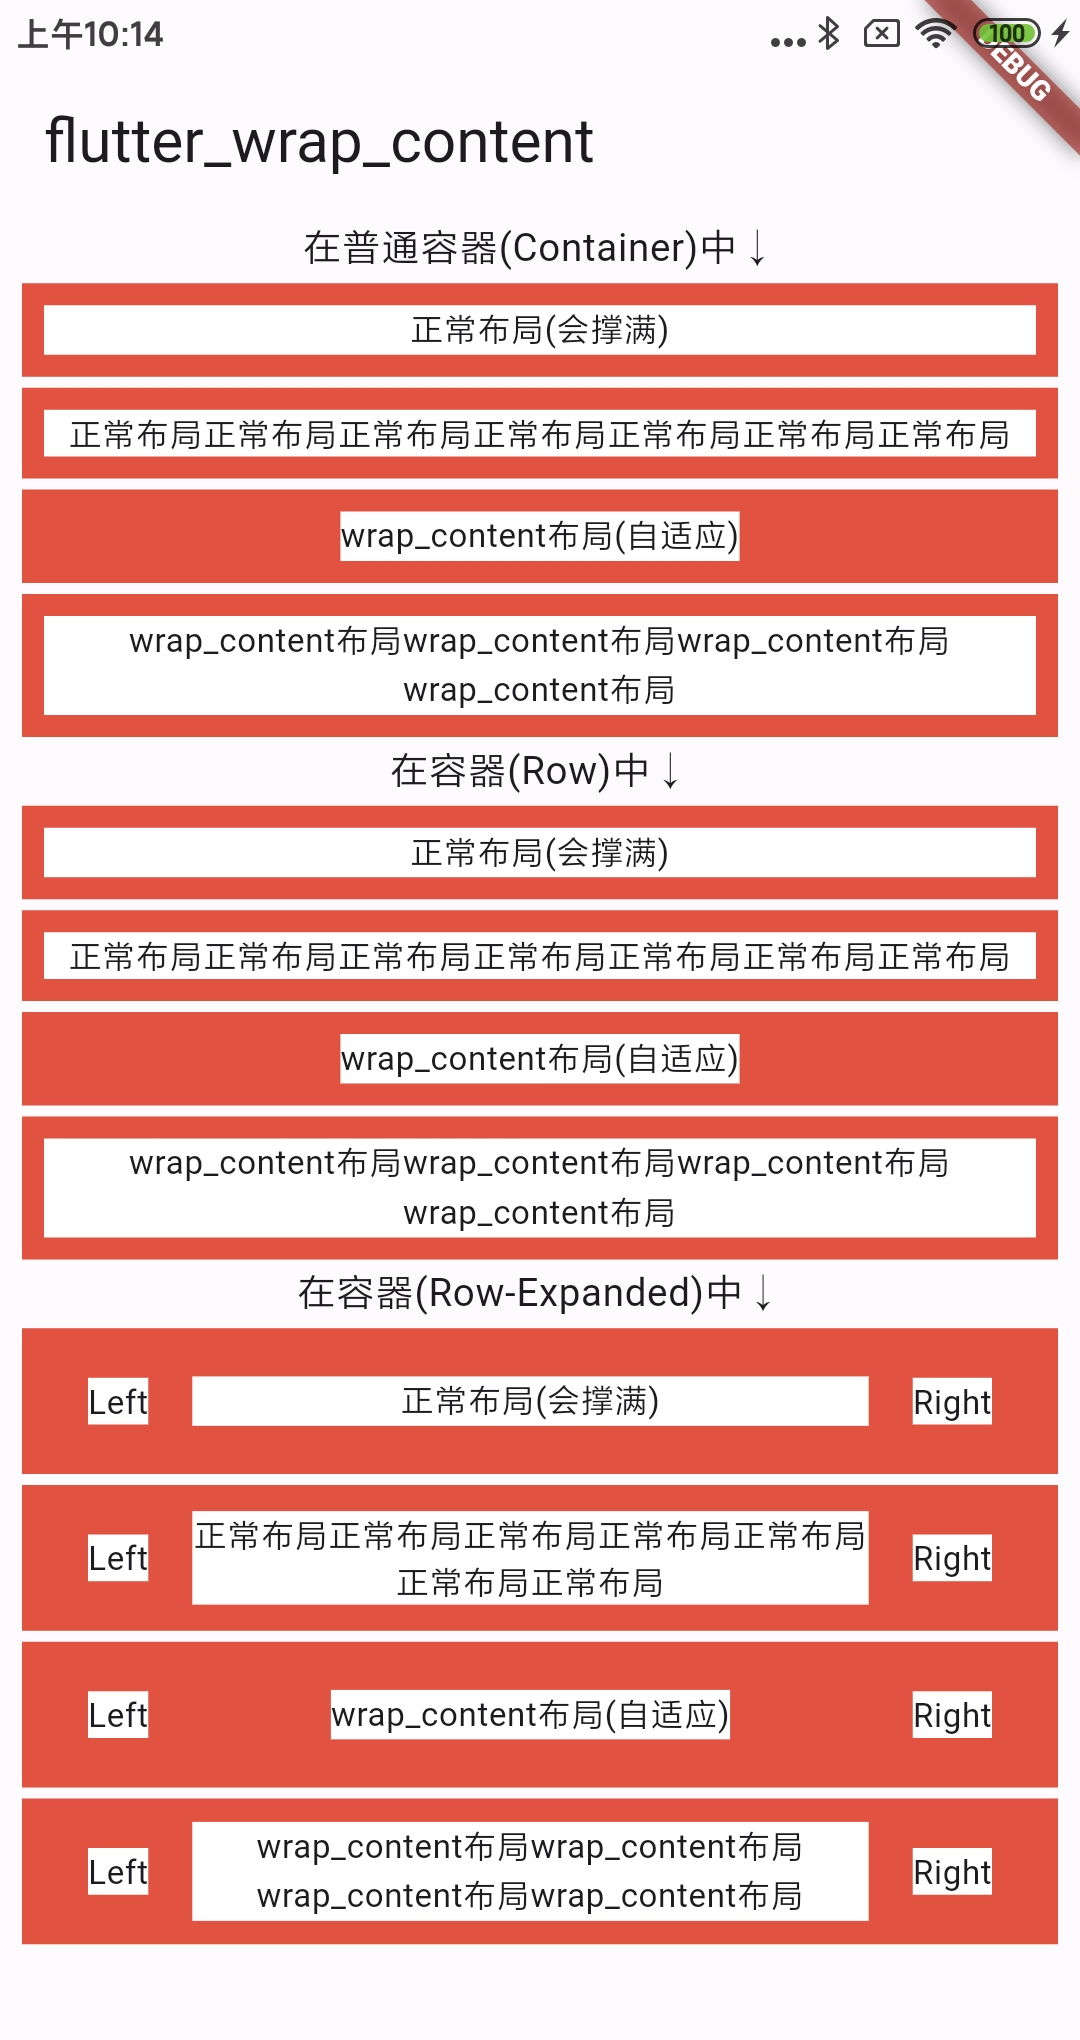 上午10:14
100
EBUG
flutter_wrap_content
在普通容器(Container)中↓
正常布局(会撑满)
正常布局正常布局正常布局正常布局正常布局正常布局正常布局
wrap_content布局(自适应)
wrap_content布局wrap_content布局wrap_content布局
wrap_content布局
在容器(Row)中↓
正常布局(会撑满)
正常布局正常布局正常布局正常布局正常布局正常布局正常布局
wrap_content布局(自适应)
wrap_content布局wrap_content布局wrap_content布局
wrap_content布局
在容器(Row-Expanded)中↓
Left 正常布局(会撑满) Right
正常布局正常布局正常布局正常布局正常布局
Left Right
正常布局正常布局
Left wrap_content布局(自适应) Right
wrap_content布局wrap_content布局
Left Right
wrap_content布局wrap_content布局